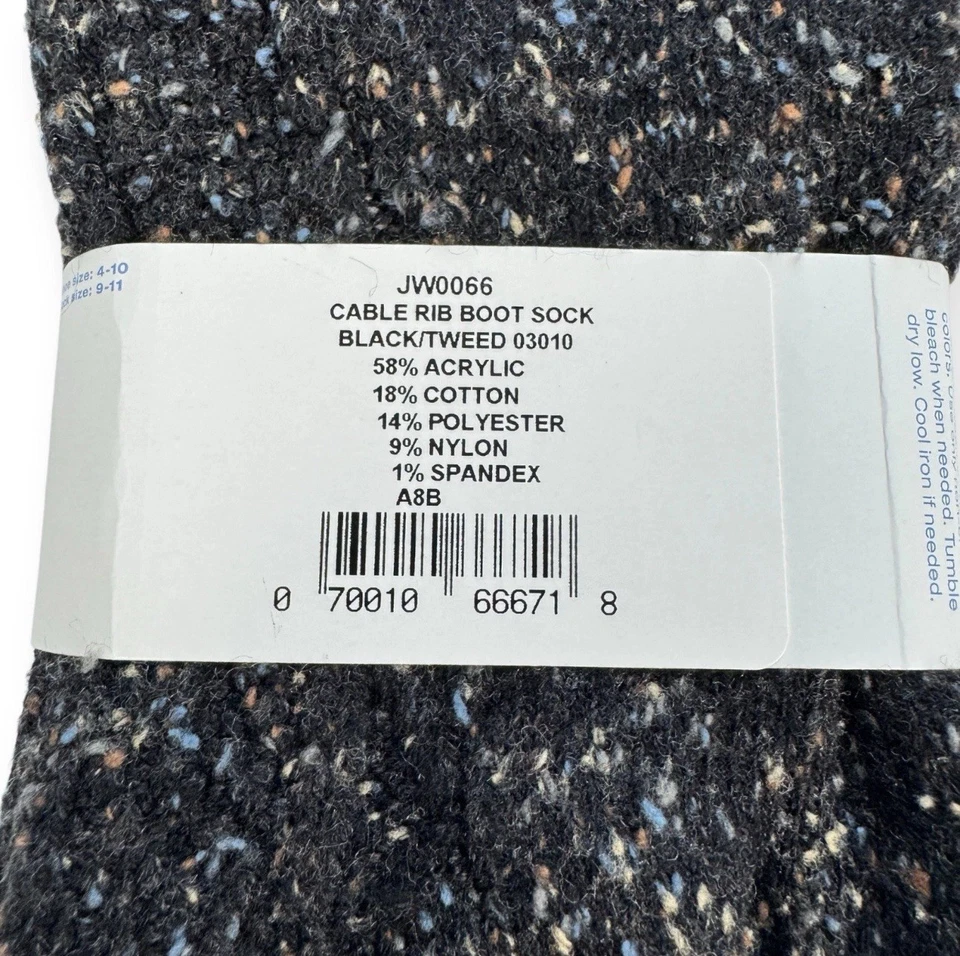 size: 4-10
size: 9-11
JW0066
CABLE RIB BOOT SOCK
BLACK/TWEED 03010
58% ACRYLIC
18% COTTON
14% POLYESTER
9% NYLON
1% SPANDEX
A8B
0 70010 66671 8
colors.
bleach when needed. Tumble
dry low. Cool iron if needed.